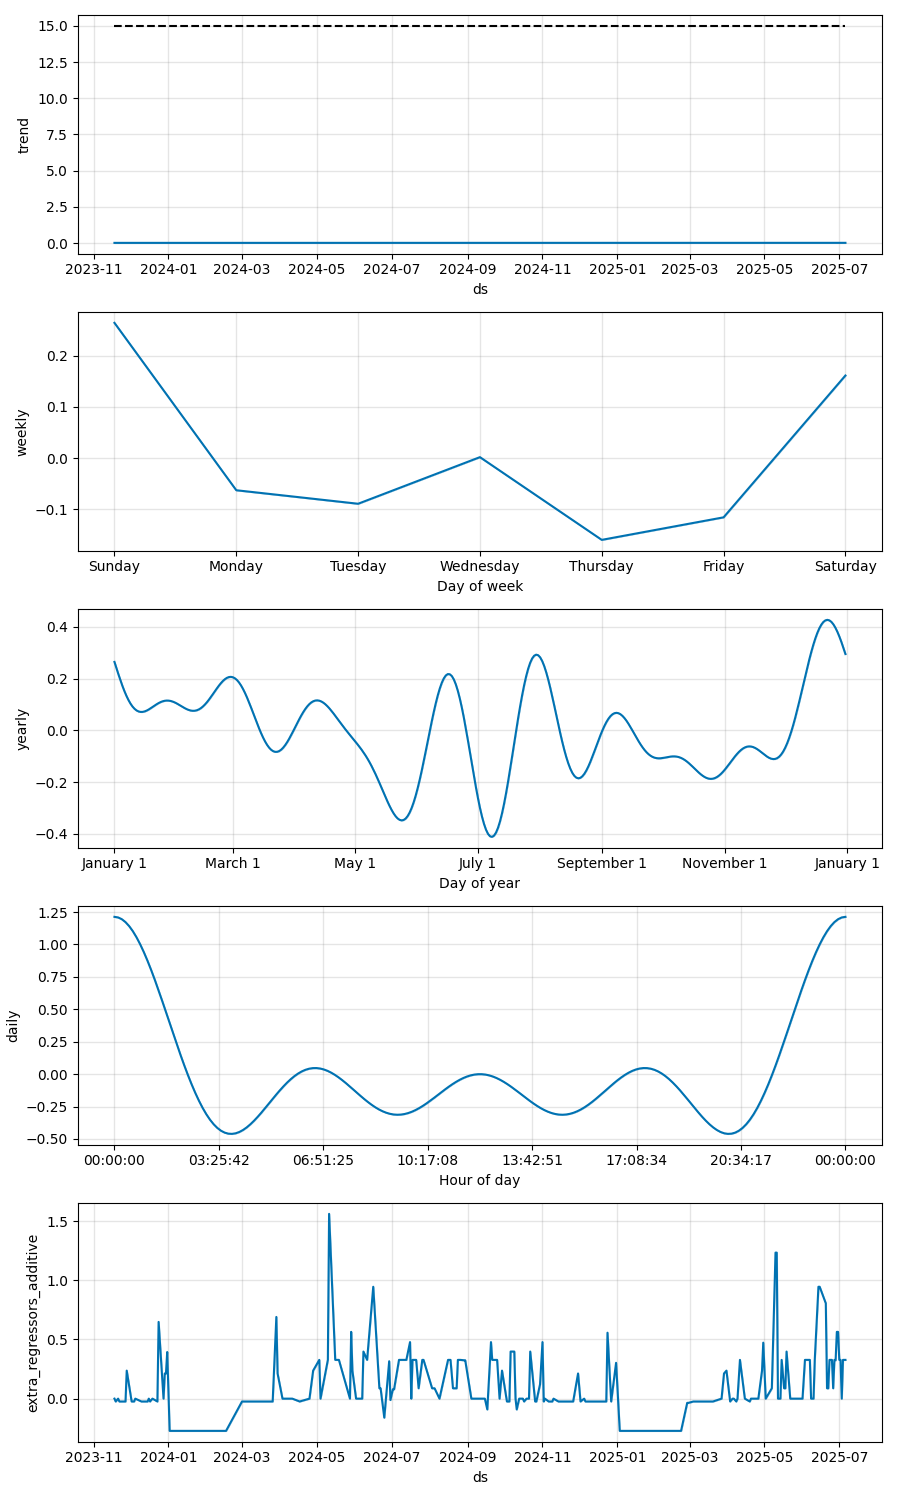 15.0
12.5
10.0
7.5
5.0
2.5
0.0
trend
2023-11 2024-01 2024-03 2024-05 2024-07 2024-09 2024-11 2025-01 2025-03 2025-05 2025-07
ds
0.2
0.1
0.0
−0.1
weekly
Sunday Monday Tuesday Wednesday Thursday Friday Saturday
Day of week
0.4
0.2
0.0
−0.2
−0.4
yearly
January 1 March 1 May 1 July 1 September 1 November 1 January 1
Day of year
1.25
1.00
0.75
0.50
0.25
0.00
−0.25
−0.50
daily
00:00:00 03:25:42 06:51:25 10:17:08 13:42:51 17:08:34 20:34:17 00:00:00
Hour of day
1.5
1.0
0.5
0.0
extra_regressors_additive
2023-11 2024-01 2024-03 2024-05 2024-07 2024-09 2024-11 2025-01 2025-03 2025-05 2025-07
ds